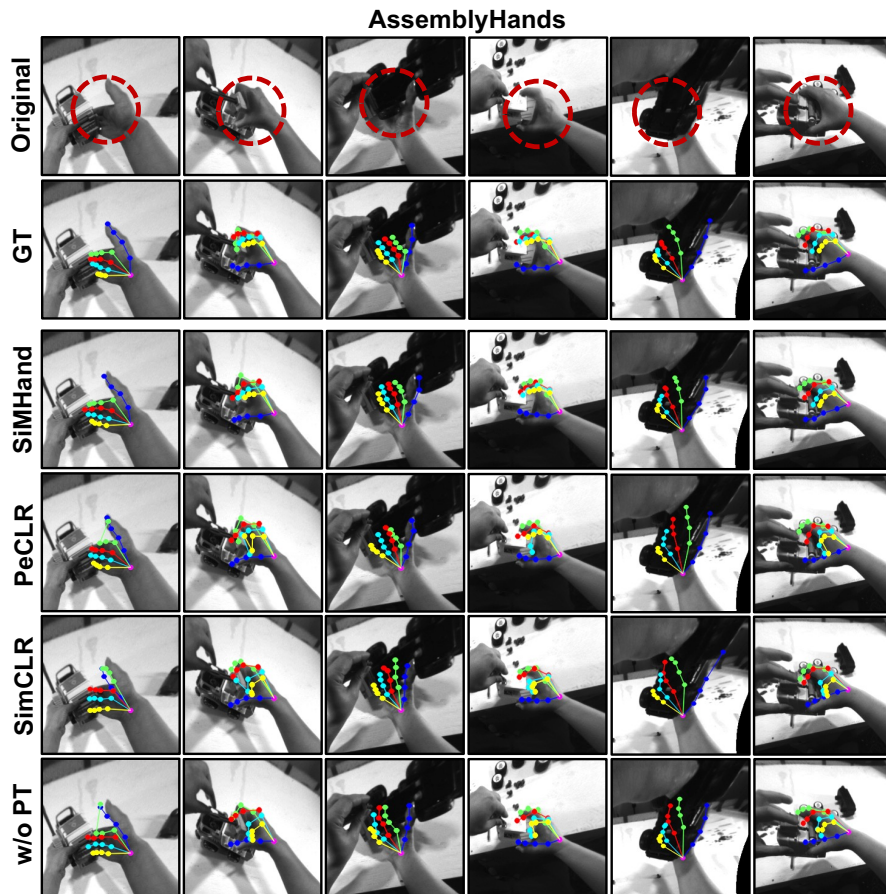 AssemblyHands
Original
GT
SiMHand
PeCLR
SimCLR
w/o PT